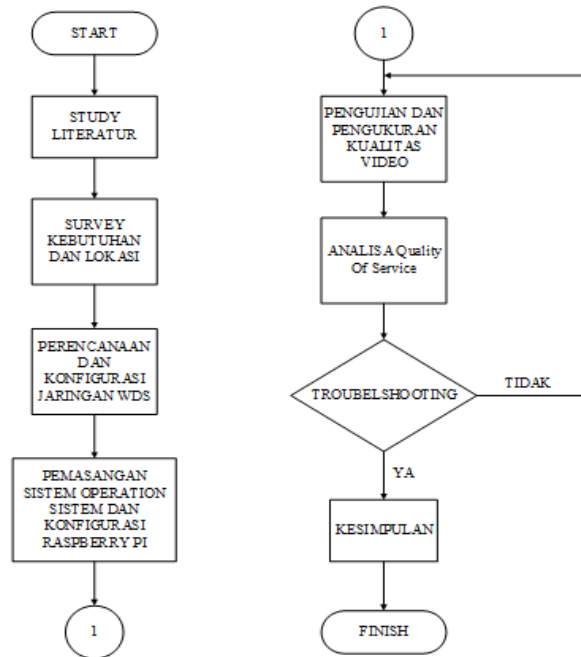 START
STUDY
LITERATUR
SURVEY
KEBUTUHAN
DAN LOKASI
PERENCANAAN
DAN
KONFIGURASI
JARINGAN WDS
PEMASANGAN
SISTEM OPERATION
SISTEM DAN
KONFIGURASI
RASPBERRY PI
1
1
PENGUJIAN DAN
PENGUKURAN
KUALITAS
VIDEO
ANALISA Quality
Of Service
TROUBELSHOOTING
TIDAK
YA
KESIMPULAN
FINISH